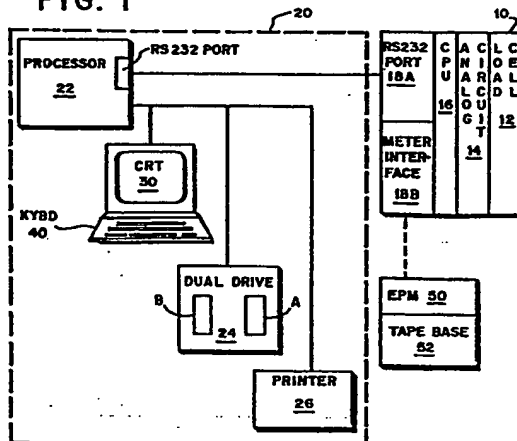 FIG. 1
20
10
PROCESSOR
22
RS 232 PORT
RS232
PORT
18A
CPU
16
ANALOG
CIRCUIT
14
LOAD
CELL
12
METER
INTER-
FACE
18B
CRT
30
KYBD
40
DUAL DRIVE
B
A
24
EPM 50
TAPE BASE
52
PRINTER
26